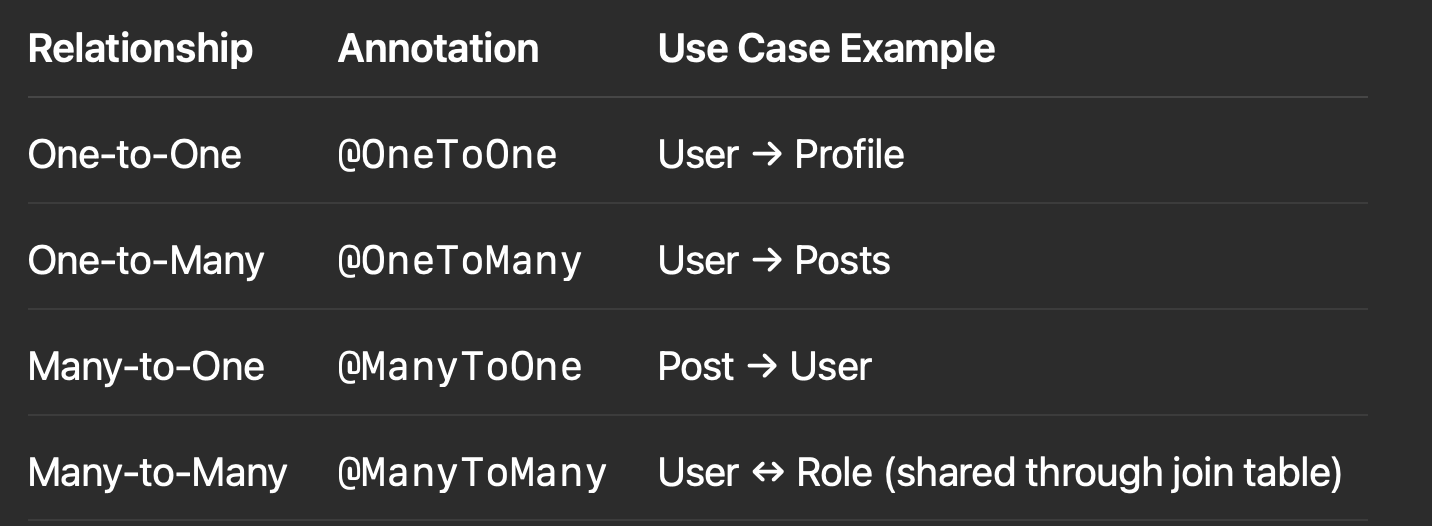 Relationship Annotation Use Case Example
One-to-One @OneToOne User → Profile
One-to-Many @OneToMany User → Posts
Many-to-One @ManyToOne Post → User
Many-to-Many @ManyToMany User ↔ Role (shared through join table)